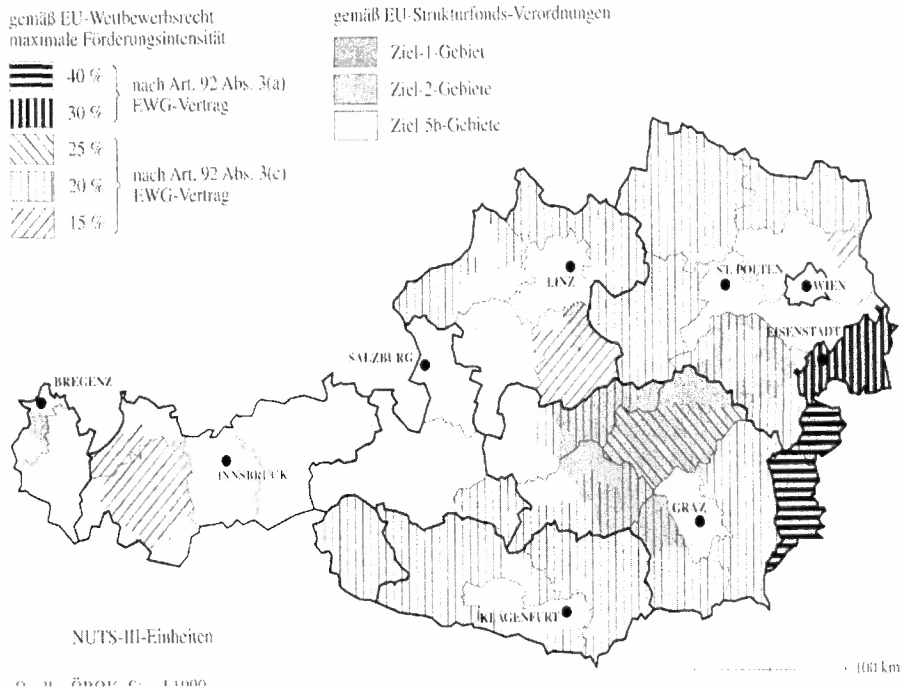 gemäß EU-Wettbewerbsrecht
maximale Förderungsintensität
40 %
30 %
nach Art. 92 Abs. 3(a)
EWG-Vertrag
25 %
20 %
15 %
nach Art. 92 Abs. 3(c)
EWG-Vertrag
gemäß EU-Strukturfonds-Verordnungen
Ziel-1-Gebiet
Ziel-2-Gebiete
Ziel 5b-Gebiete
LINZ
ST. PÖLTEN
WIEN
EISENSTADT
SALZBURG
BREGENZ
INNSBRUCK
GRAZ
KLAGENFURT
NUTS-III-Einheiten
100 km